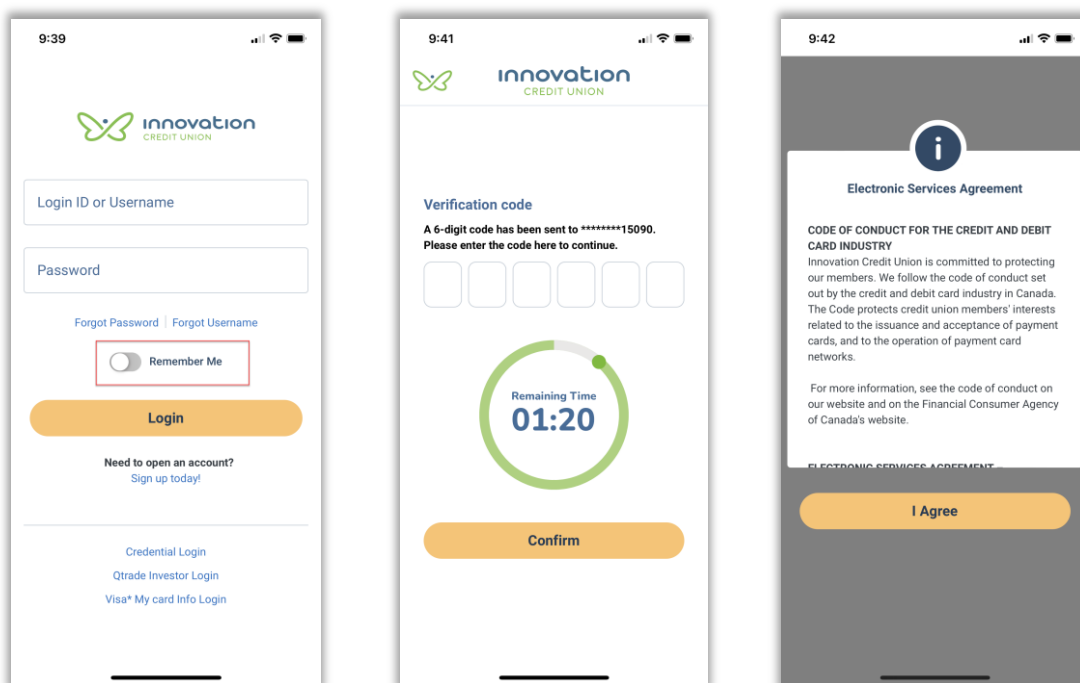 9:39
innovation
CREDIT UNION
Login ID or Username
Password
Forgot Password | Forgot Username
Remember Me
Login
Need to open an account?
Sign up today!
Credential Login
Qtrade Investor Login
Visa* My card Info Login
9:41
innovation
CREDIT UNION
Verification code
A 6-digit code has been sent to ********15090.
Please enter the code here to continue.
Remaining Time
01:20
Confirm
9:42
i
Electronic Services Agreement
CODE OF CONDUCT FOR THE CREDIT AND DEBIT
CARD INDUSTRY
Innovation Credit Union is committed to protecting
our members. We follow the code of conduct set
out by the credit and debit card industry in Canada.
The Code protects credit union members' interests
related to the issuance and acceptance of payment
cards, and to the operation of payment card
networks.
For more information, see the code of conduct on
our website and on the Financial Consumer Agency
of Canada's website.
ELECTRONIC SERVICES AGREEMENT –
I Agree